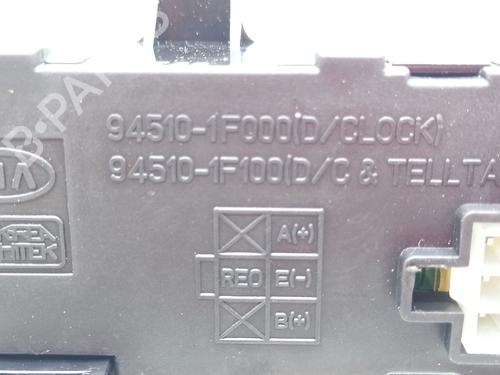 94510-1F000(D/CLOCK)
94510-1F100(D/C & TELLTA
A(+)
REO E(-)
B(+)